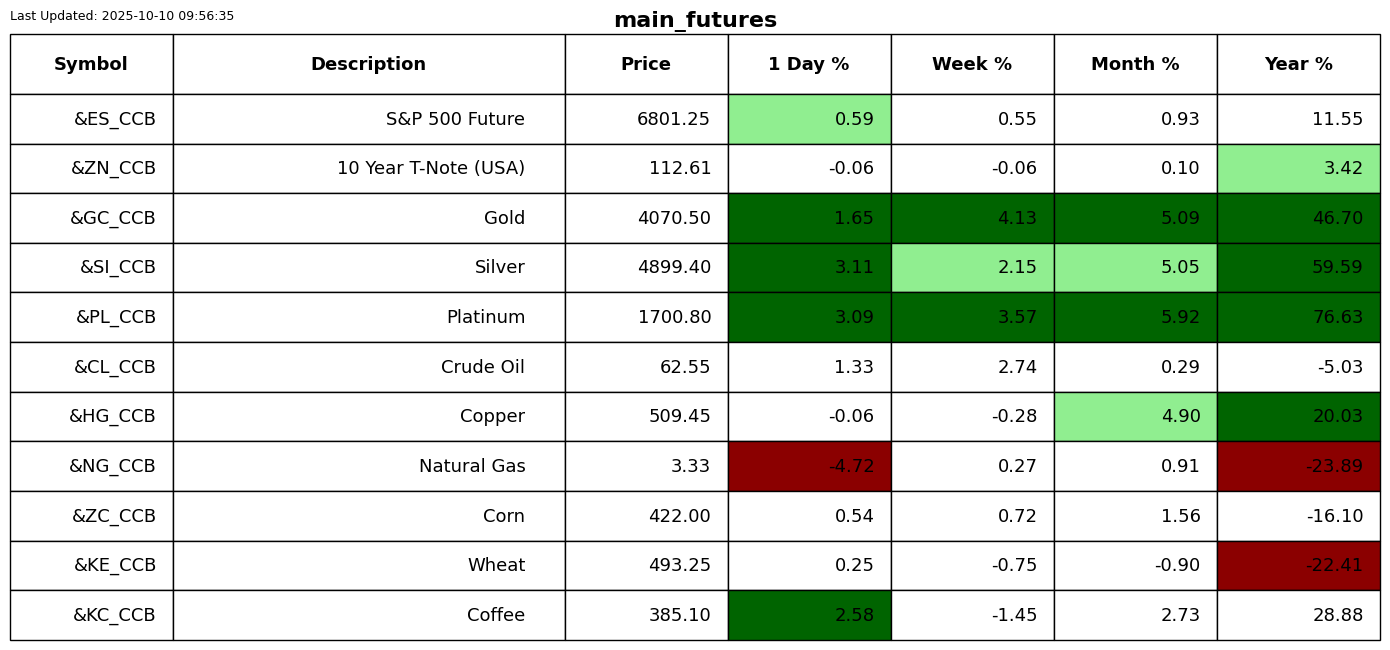 Last Updated: 2025-10-10 09:56:35
main_futures
Symbol Description Price 1 Day % Week % Month % Year %
&ES_CCB S&P 500 Future 6801.25 0.59 0.55 0.93 11.55
&ZN_CCB 10 Year T-Note (USA) 112.61 -0.06 -0.06 0.10 3.42
&GC_CCB Gold 4070.50 1.65 4.13 5.09 46.70
&SI_CCB Silver 4899.40 3.11 2.15 5.05 59.59
&PL_CCB Platinum 1700.80 3.09 3.57 5.92 76.63
&CL_CCB Crude Oil 62.55 1.33 2.74 0.29 -5.03
&HG_CCB Copper 509.45 -0.06 -0.28 4.90 20.03
&NG_CCB Natural Gas 3.33 -4.72 0.27 0.91 -23.89
&ZC_CCB Corn 422.00 0.54 0.72 1.56 -16.10
&KE_CCB Wheat 493.25 0.25 -0.75 -0.90 -22.41
&KC_CCB Coffee 385.10 2.58 -1.45 2.73 28.88